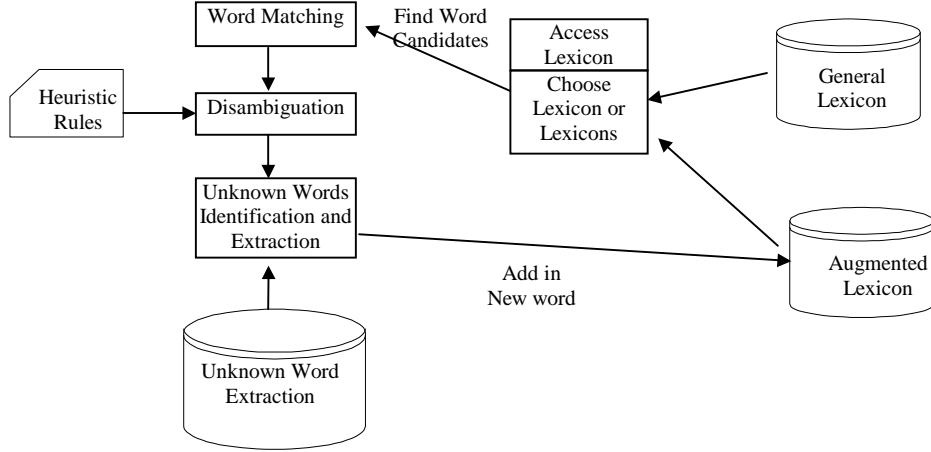 Word Matching
Find Word
Candidates
Access
Lexicon
Choose
Lexicon or
Lexicons
General
Lexicon
Heuristic
Rules
Disambiguation
Unknown Words
Identification and
Extraction
Add in
New word
Augmented
Lexicon
Unknown Word
Extraction